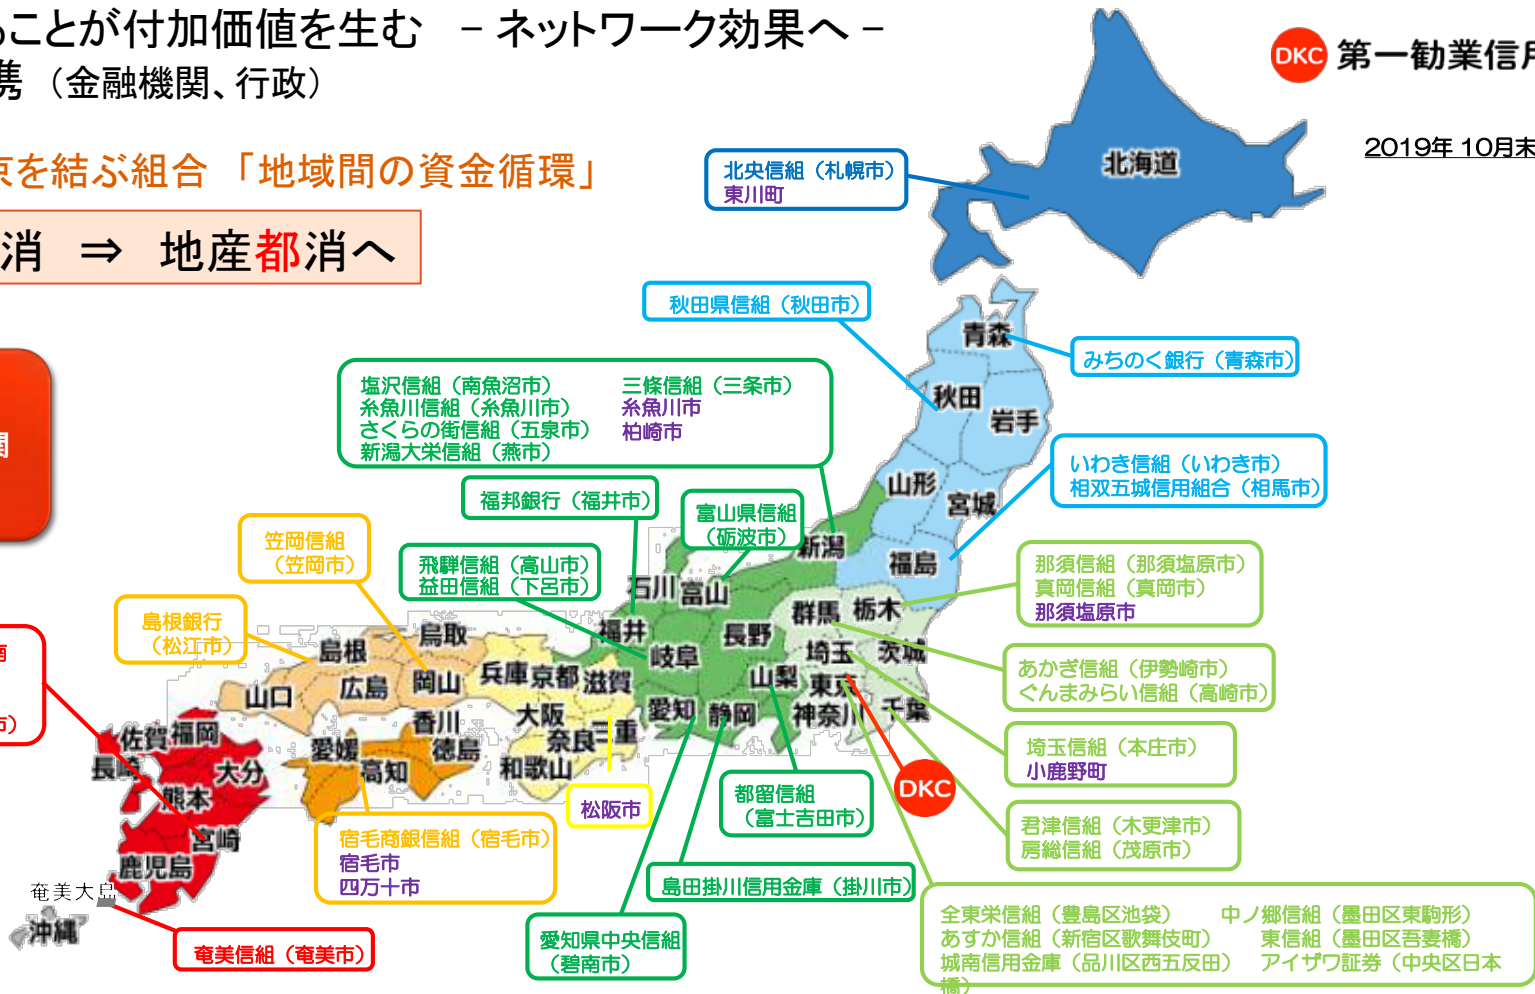 ることが付加価値を生む －ネットワーク効果へ－
携 （金融機関、行政）
DKC 第一勧業信用
2019年 10月末
京を結ぶ組合 「地域間の資金循環」
消 ⇒ 地産都消へ
関
北海道
北央信組（札幌市）
東川町
秋田県信組（秋田市）
青森
みちのく銀行（青森市）
秋田
岩手
塩沢信組（南魚沼市） 三條信組（三条市）
糸魚川信組（糸魚川市） 糸魚川市
さくらの街信組（五泉市） 柏崎市
新潟大栄信組（燕市）
いわき信組（いわき市）
相双五城信用組合（相馬市）
山形
宮城
福邦銀行（福井市）
富山県信組
（砺波市）
新潟
福島
笠岡信組
（笠岡市）
飛騨信組（高山市）
益田信組（下呂市）
那須信組（那須塩原市）
真岡信組（真岡市）
那須塩原市
石川
富山
群馬
栃木
島根銀行
（松江市）
鳥取
福井
長野
島根
岐阜
埼玉
茨城
あかぎ信組（伊勢崎市）
ぐんまみらい信組（高崎市）
山口
広島
岡山
兵庫
京都
滋賀
山梨
東京
愛知
静岡
神奈川
千葉
香川
大阪
奈良
三重
佐賀
福岡
愛媛
徳島
高知
和歌山
長崎
大分
熊本
埼玉信組（本庄市）
小鹿野町
DKC
松阪市
都留信組
（富士吉田市）
宮崎
鹿児島
宿毛商銀信組（宿毛市）
宿毛市
四万十市
君津信組（木更津市）
房総信組（茂原市）
島田掛川信用金庫（掛川市）
奄美大島
沖縄
奄美信組（奄美市）
愛知県中央信組
（碧南市）
全東栄信組（豊島区池袋） 中ノ郷信組（墨田区東駒形）
あすか信組（新宿区歌舞伎町） 東信組（墨田区吾妻橋）
城南信用金庫（品川区西五反田） アイザワ証券（中央区日本
橋）